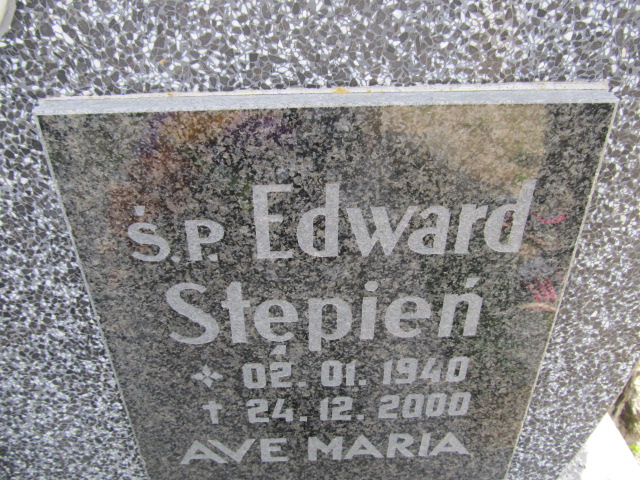 Ś.P. Edward
Stępień
* 02.01.1940
† 24.12.2000
AVE MARIA